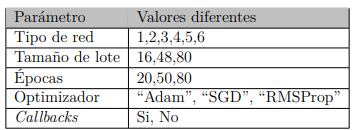 Parámetro Valores diferentes
Tipo de red 1,2,3,4,5,6
Tamaño de lote 16,48,80
Épocas 20,50,80
Optimizador “Adam”, “SGD”, “RMSProp”
Callbacks Si, No